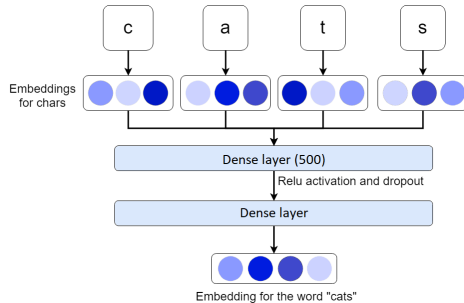 c a t s
Embeddings
for chars
Dense layer (500)
Relu activation and dropout
Dense layer
Embedding for the word "cats"